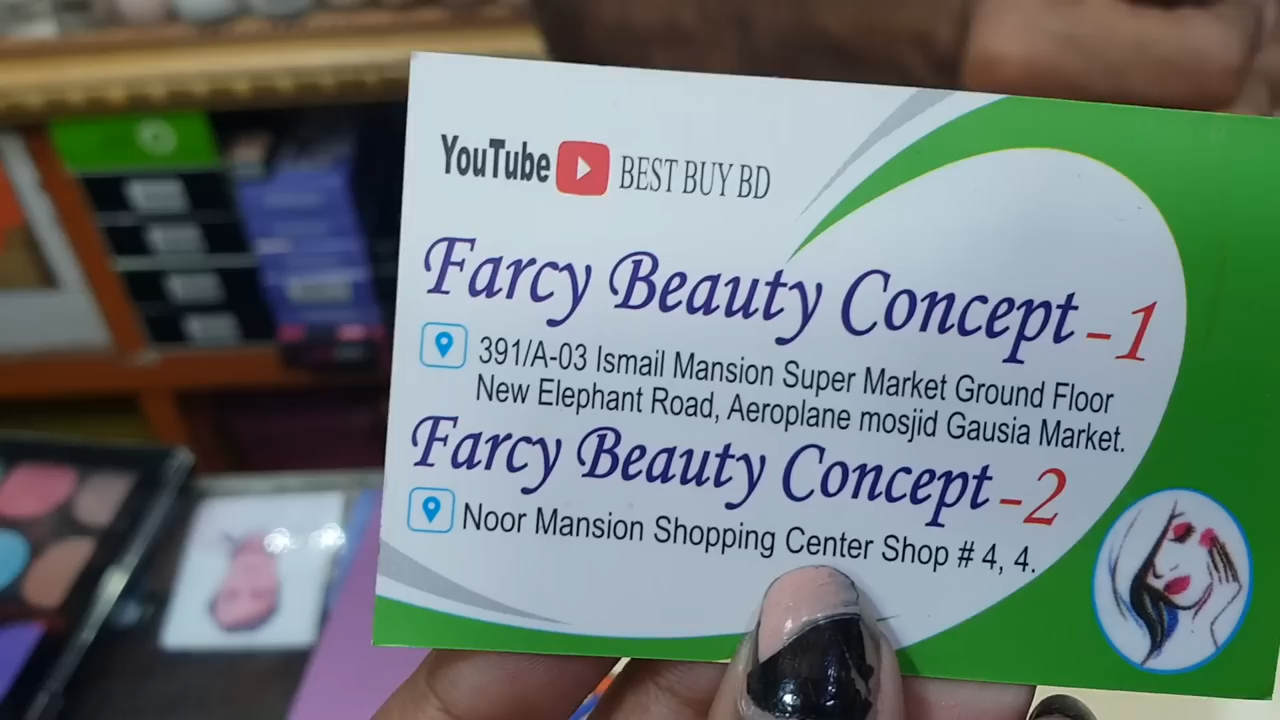 YouTube BEST BUY BD
Farcy Beauty Concept -1
391/A-03 Ismail Mansion Super Market Ground Floor
New Elephant Road, Aeroplane mosjid Gausia Market.
Farcy Beauty Concept -2
Noor Mansion Shopping Center Shop # 4, 4.